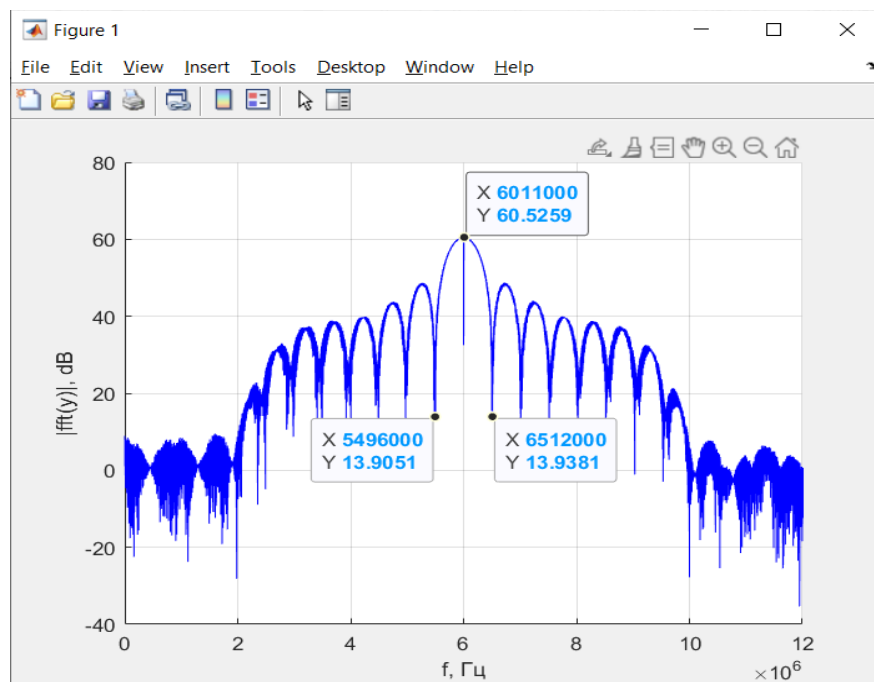 Figure 1
File Edit View Insert Tools Desktop Window Help
80
60
40
20
0
-20
-40
|fft(y)|, dB
X 6011000
Y 60.5259
X 5496000
Y 13.9051
X 6512000
Y 13.9381
0 2 4 6 8 10 12
f, Гц
×10⁶